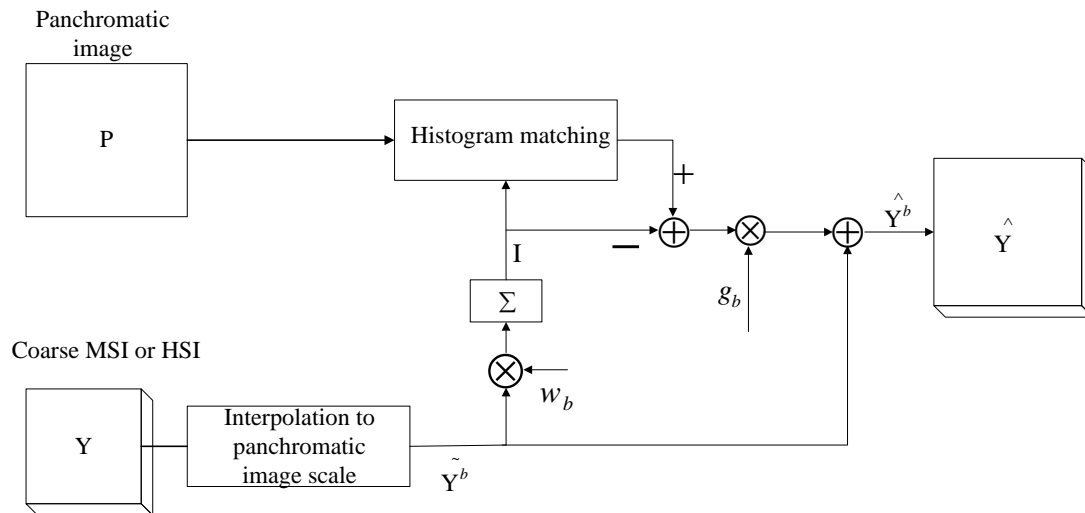 Panchromatic
image
P
Histogram matching
+
−
I
Σ
g_b
Ŷ^b
Ŷ
Coarse MSI or HSI
Y
Interpolation to
panchromatic
image scale
Ỹ^b
w_b